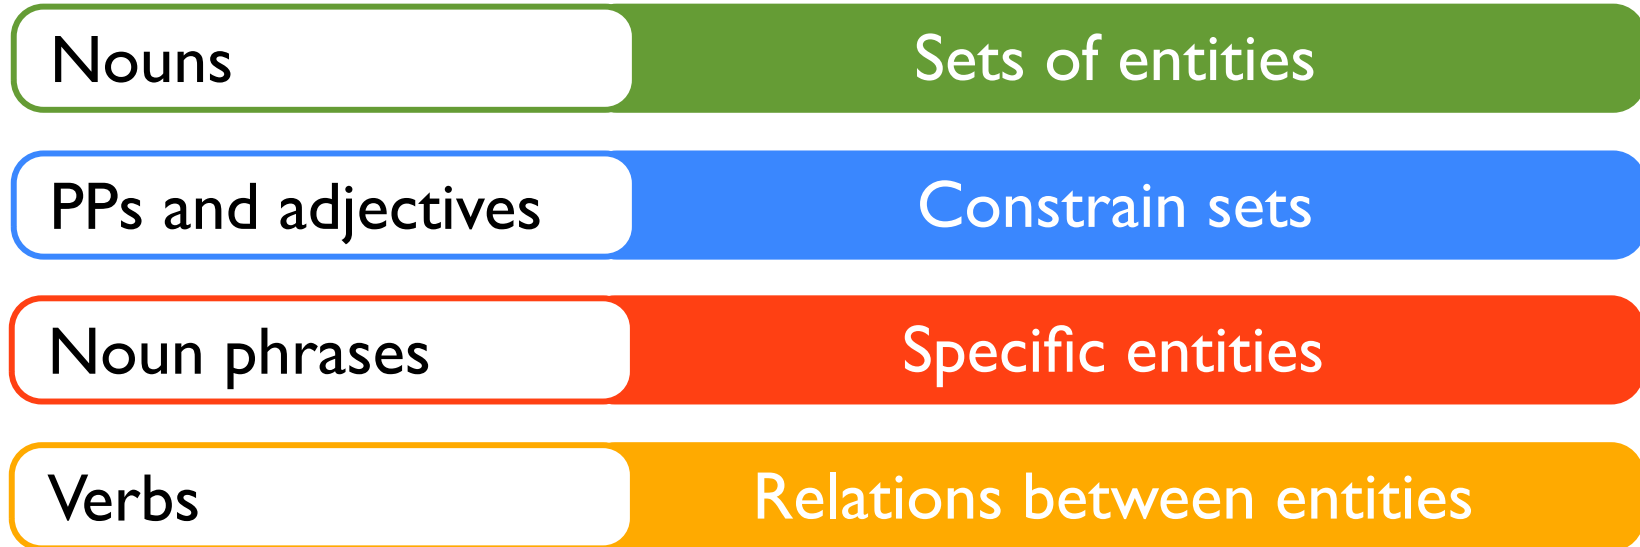 Nouns Sets of entities
PPs and adjectives Constrain sets
Noun phrases Specific entities
Verbs Relations between entities